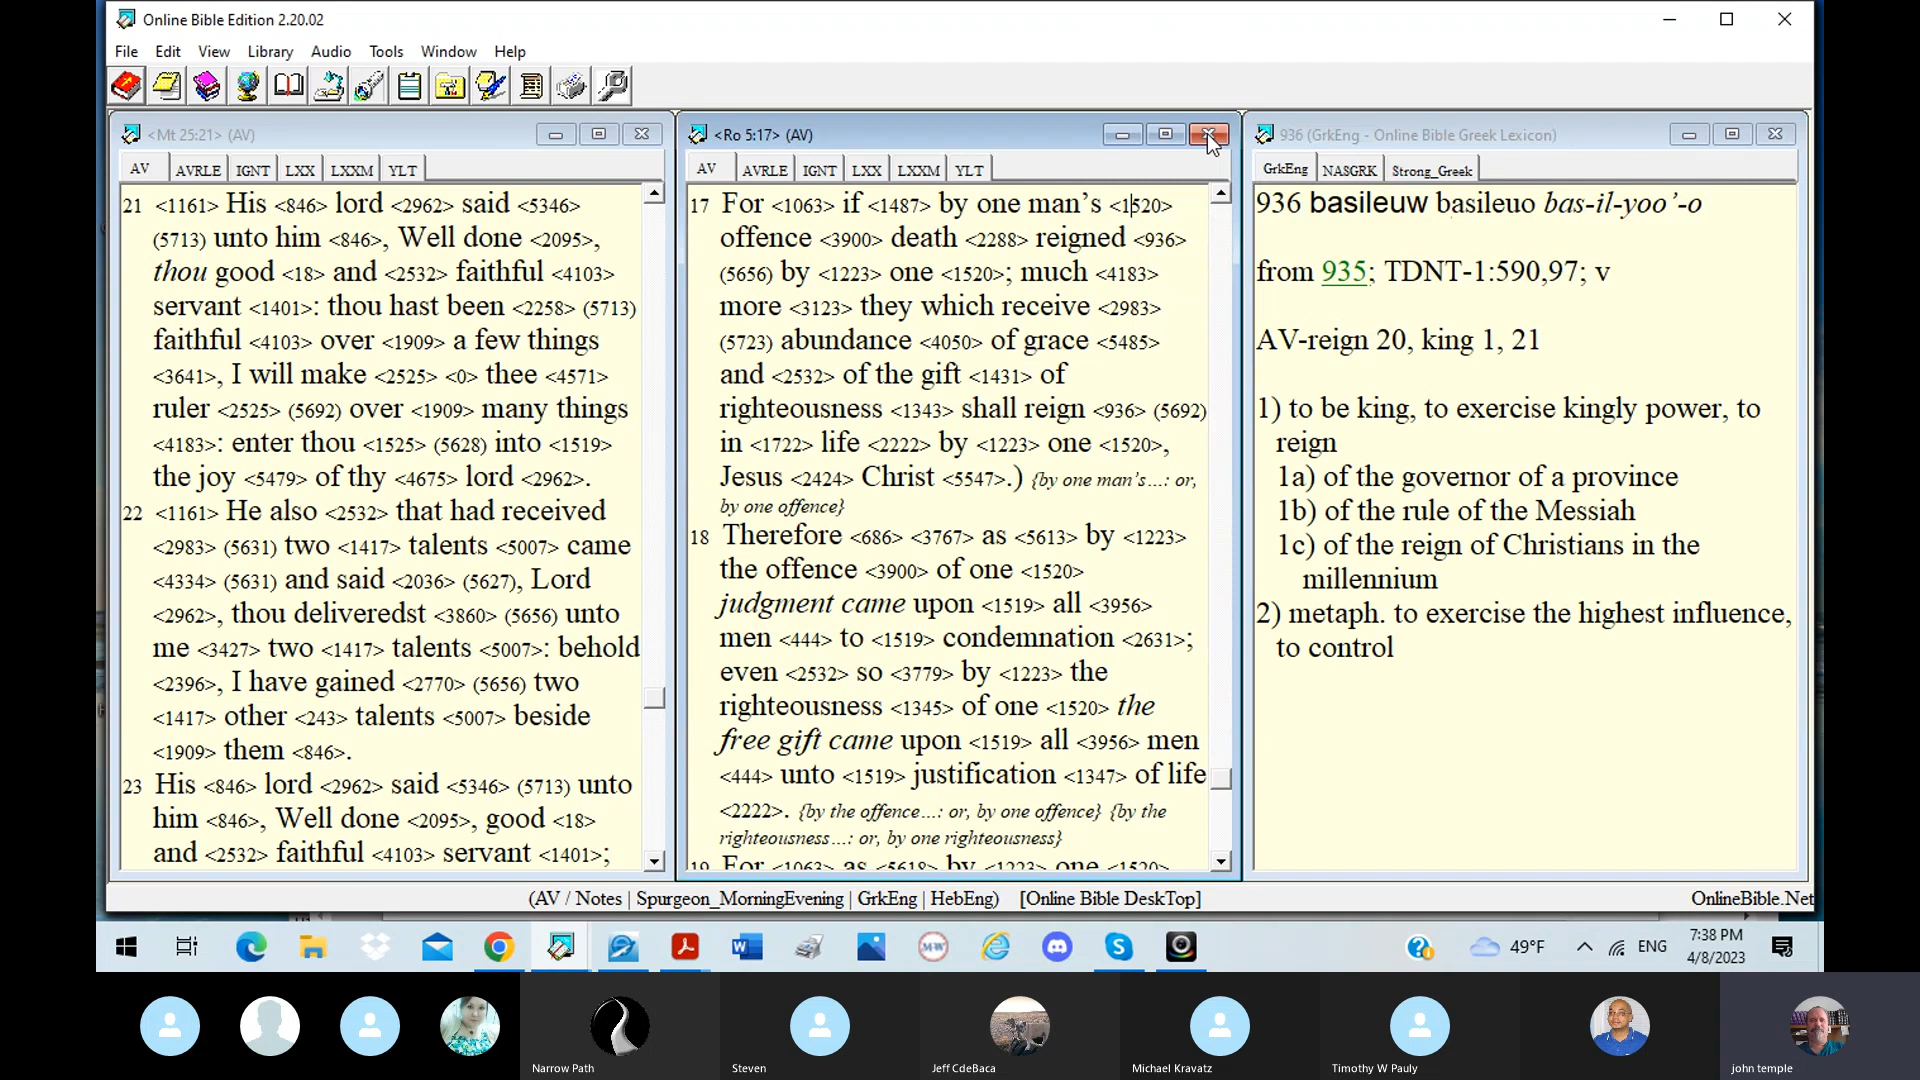 Online Bible Edition 2.20.02
File Edit View Library Audio Tools Window Help
<Mt 25:21> (AV)
AV AVRLE IGNT LXX LXXM YLT
21 <1161> His <846> lord <2962> said <5346>
(5713) unto him <846>, Well done <2095>,
thou good <18> and <2532> faithful <4103>
servant <1401>: thou hast been <2258> (5713)
faithful <4103> over <1909> a few things
<3641>, I will make <2525> <0> thee <4571>
ruler <2525> (5692) over <1909> many things
<4183>: enter thou <1525> (5628) into <1519>
the joy <5479> of thy <4675> lord <2962>.
22 <1161> He also <2532> that had received
<2983> (5631) two <1417> talents <5007> came
<4334> (5631) and said <2036> (5627), Lord
<2962>, thou deliveredst <3860> (5656) unto
me <3427> two <1417> talents <5007>: behold
<2396>, I have gained <2770> (5656) two
<1417> other <243> talents <5007> beside
<1909> them <846>.
23 His <846> lord <2962> said <5346> (5713) unto
him <846>, Well done <2095>, good <18>
and <2532> faithful <4103> servant <1401>;
<Ro 5:17> (AV)
AV AVRLE IGNT LXX LXXM YLT
17 For <1063> if <1487> by one man’s <1520>
offence <3900> death <2288> reigned <936>
(5656) by <1223> one <1520>; much <4183>
more <3123> they which receive <2983>
(5723) abundance <4050> of grace <5485>
and <2532> of the gift <1431> of
righteousness <1343> shall reign <936> (5692)
in <1722> life <2222> by <1223> one <1520>,
Jesus <2424> Christ <5547>.) {by one man’s…: or,
by one offence}
18 Therefore <686> <3767> as <5613> by <1223>
the offence <3900> of one <1520>
judgment came upon <1519> all <3956>
men <444> to <1519> condemnation <2631>;
even <2532> so <3779> by <1223> the
righteousness <1345> of one <1520> the
free gift came upon <1519> all <3956> men
<444> unto <1519> justification <1347> of life
<2222>. {by the offence…: or, by one offence} {by the
righteousness…: or, by one righteousness}
19 For <1063> as <5618> by <1223> one <1520>
936 (GrkEng - Online Bible Greek Lexicon)
GrkEng NASGRK Strong_Greek
936 basileuw basileuo bas-il-yoo’-o
from 935; TDNT-1:590,97; v
AV-reign 20, king 1, 21
1) to be king, to exercise kingly power, to
reign
1a) of the governor of a province
1b) of the rule of the Messiah
1c) of the reign of Christians in the
millennium
2) metaph. to exercise the highest influence,
to control
(AV / Notes | Spurgeon_MorningEvening | GrkEng | HebEng) [Online Bible DeskTop] OnlineBible.Net
49°F ENG 7:38 PM
4/8/2023
Narrow Path Steven Jeff CdeBaca Michael Kravatz Timothy W Pauly john temple